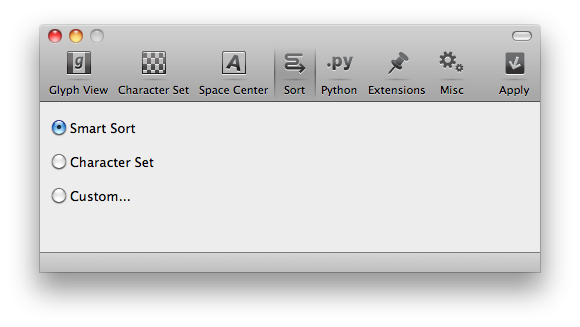 g A .py
Glyph View Character Set Space Center Sort Python Extensions Misc Apply
Smart Sort
Character Set
Custom...